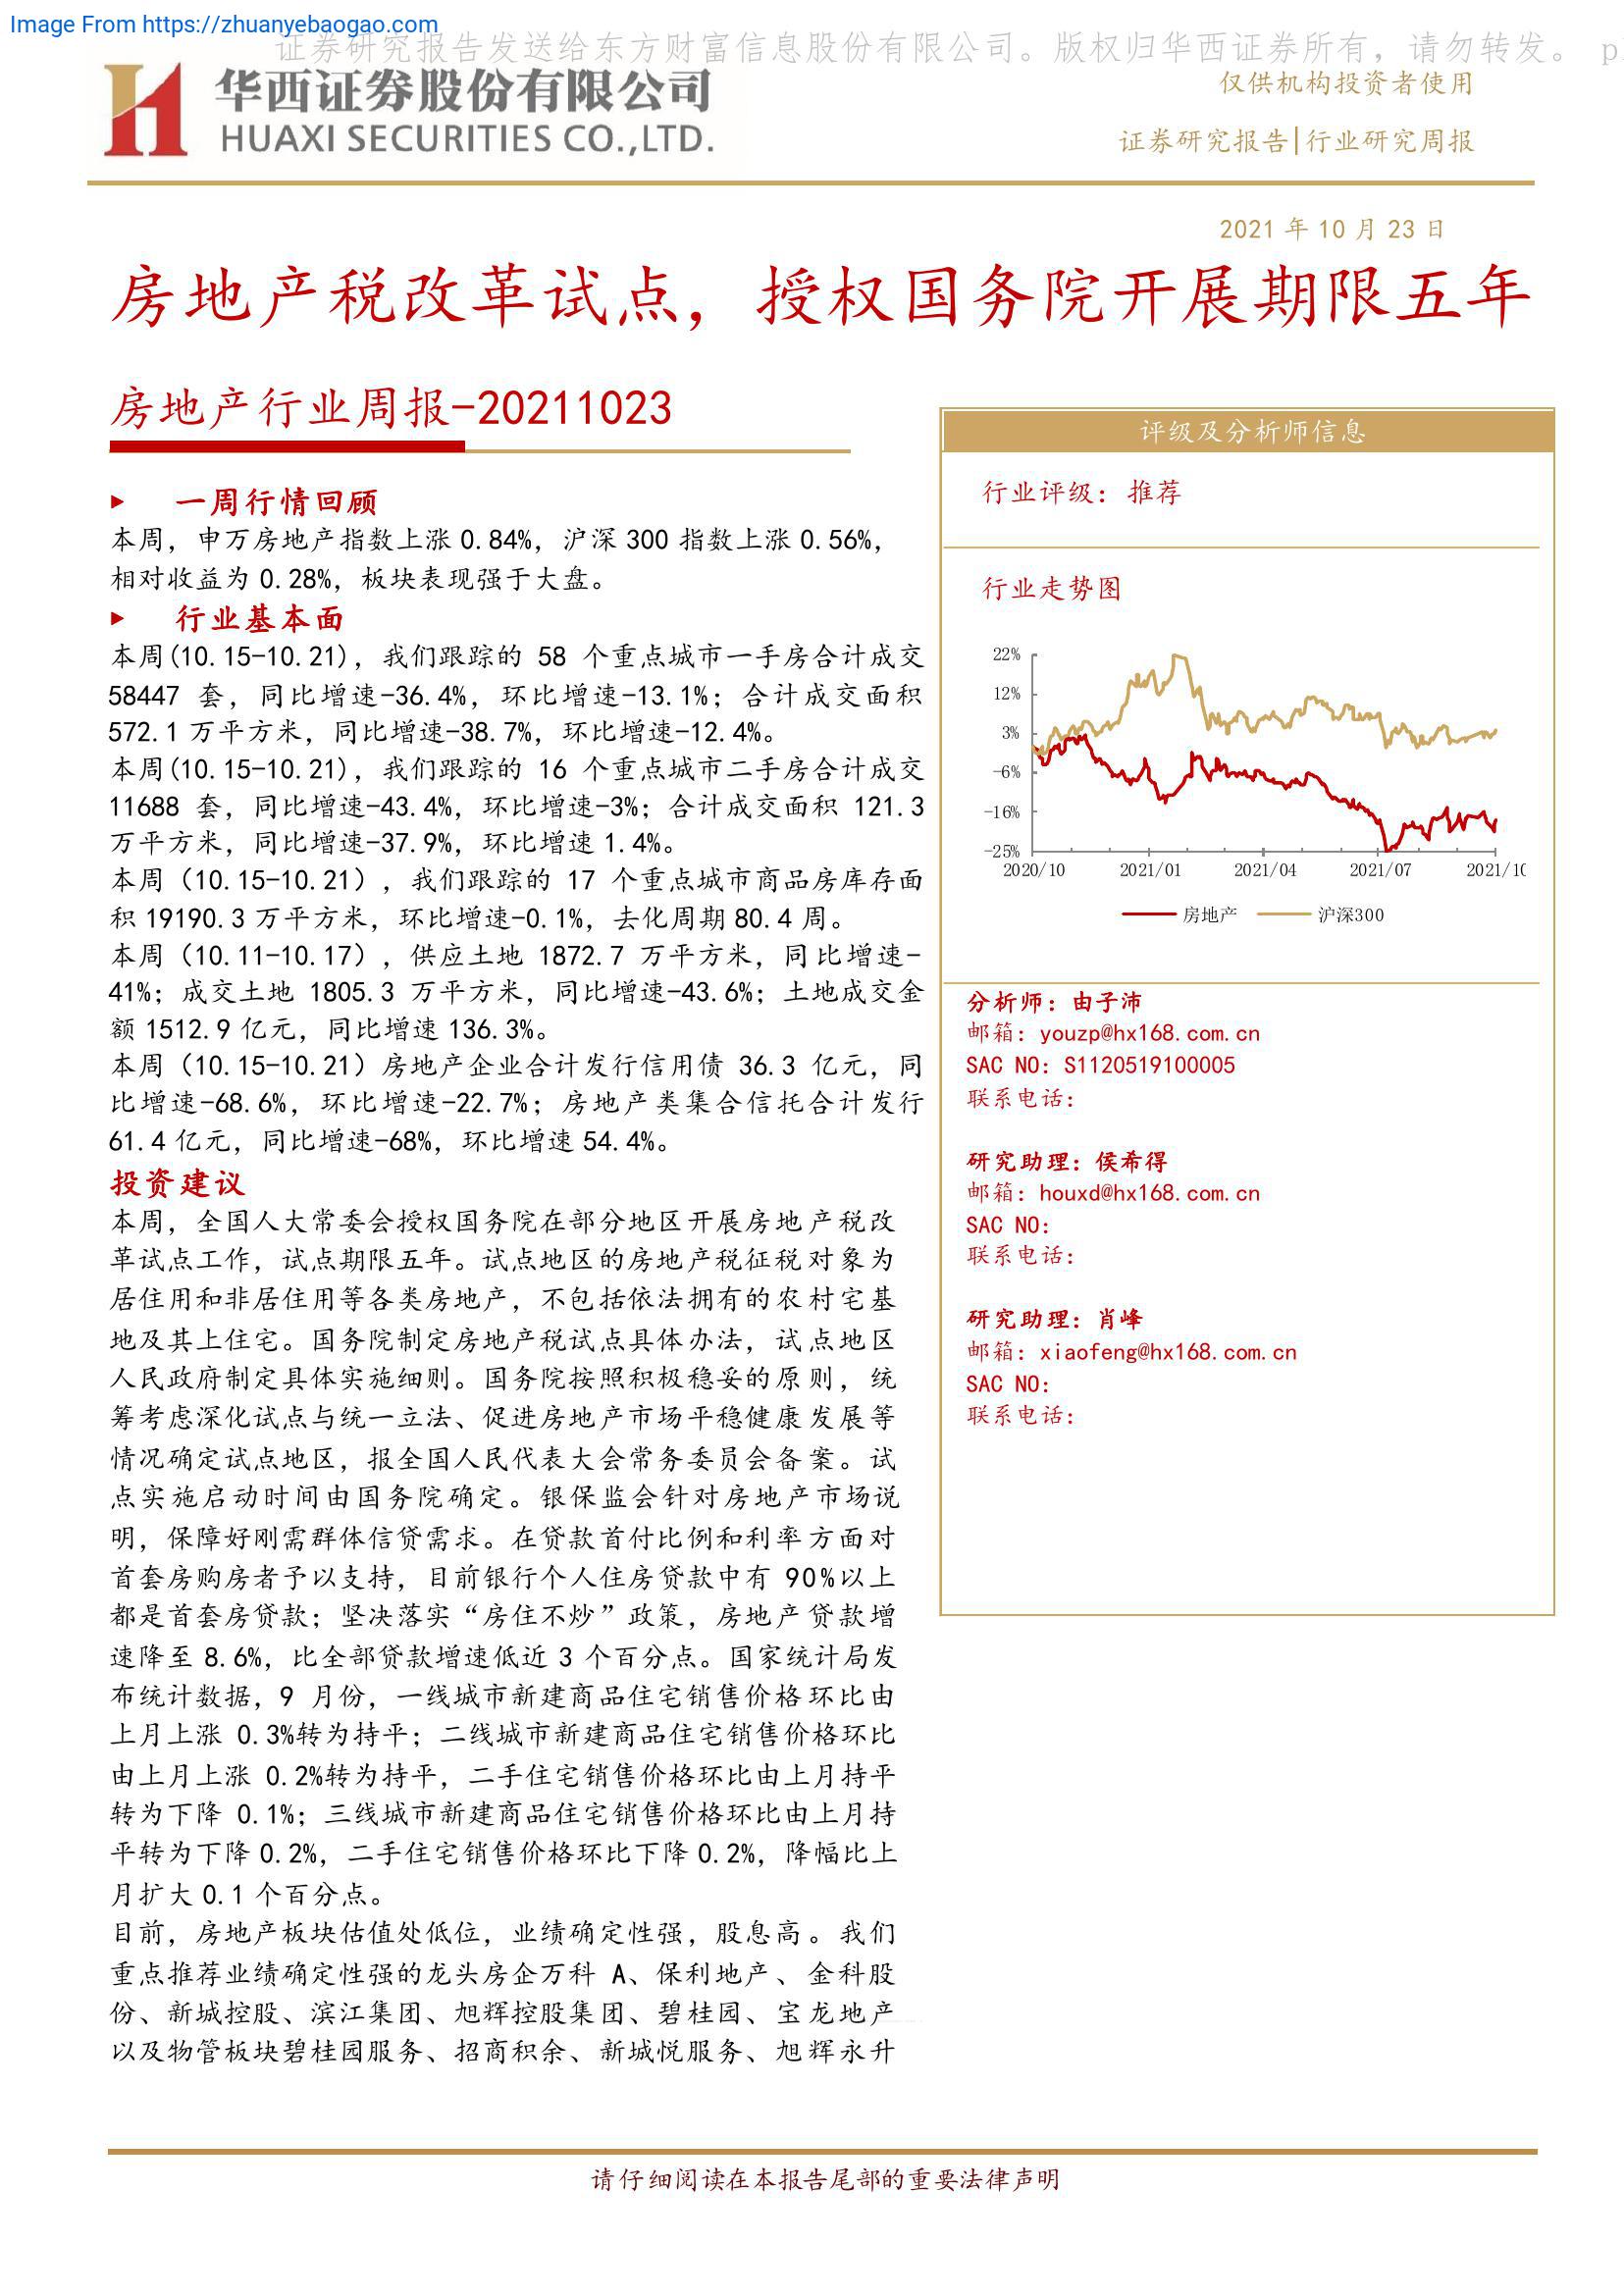 Image From https://zhuanyebaogao.com
证券研究报告发送给东方财富信息股份有限公司。版权归华西证券所有，请勿转发。 p
华西证券股份有限公司
HUAXI SECURITIES CO.,LTD.
仅供机构投资者使用
证券研究报告|行业研究周报
2021 年 10 月 23 日
房地产税改革试点，授权国务院开展期限五年
房地产行业周报-20211023
一周行情回顾
本周，申万房地产指数上涨 0.84%，沪深 300 指数上涨 0.56%，
相对收益为 0.28%，板块表现强于大盘。
行业基本面
本周(10.15-10.21)，我们跟踪的 58 个重点城市一手房合计成交
58447 套，同比增速-36.4%，环比增速-13.1%；合计成交面积
572.1 万平方米，同比增速-38.7%，环比增速-12.4%。
本周(10.15-10.21)，我们跟踪的 16 个重点城市二手房合计成交
11688 套，同比增速-43.4%，环比增速-3%；合计成交面积 121.3
万平方米，同比增速-37.9%，环比增速 1.4%。
本周（10.15-10.21），我们跟踪的 17 个重点城市商品房库存面
积 19190.3 万平方米，环比增速-0.1%，去化周期 80.4 周。
本周（10.11-10.17），供应土地 1872.7 万平方米，同比增速-
41%；成交土地 1805.3 万平方米，同比增速-43.6%；土地成交金
额 1512.9 亿元，同比增速 136.3%。
本周（10.15-10.21）房地产企业合计发行信用债 36.3 亿元，同
比增速-68.6%，环比增速-22.7%；房地产类集合信托合计发行
61.4 亿元，同比增速-68%，环比增速 54.4%。
投资建议
本周，全国人大常委会授权国务院在部分地区开展房地产税改
革试点工作，试点期限五年。试点地区的房地产税征税对象为
居住用和非居住用等各类房地产，不包括依法拥有的农村宅基
地及其上住宅。国务院制定房地产税试点具体办法，试点地区
人民政府制定具体实施细则。国务院按照积极稳妥的原则，统
筹考虑深化试点与统一立法、促进房地产市场平稳健康发展等
情况确定试点地区，报全国人民代表大会常务委员会备案。试
点实施启动时间由国务院确定。银保监会针对房地产市场说
明，保障好刚需群体信贷需求。在贷款首付比例和利率方面对
首套房购房者予以支持，目前银行个人住房贷款中有 90%以上
都是首套房贷款；坚决落实“房住不炒”政策，房地产贷款增
速降至 8.6%，比全部贷款增速低近 3 个百分点。国家统计局发
布统计数据，9 月份，一线城市新建商品住宅销售价格环比由
上月上涨 0.3%转为持平；二线城市新建商品住宅销售价格环比
由上月上涨 0.2%转为持平，二手住宅销售价格环比由上月持平
转为下降 0.1%；三线城市新建商品住宅销售价格环比由上月持
平转为下降 0.2%，二手住宅销售价格环比下降 0.2%，降幅比上
月扩大 0.1 个百分点。
目前，房地产板块估值处低位，业绩确定性强，股息高。我们
重点推荐业绩确定性强的龙头房企万科 A、保利地产、金科股
份、新城控股、滨江集团、旭辉控股集团、碧桂园、宝龙地产
以及物管板块碧桂园服务、招商积余、新城悦服务、旭辉永升
评级及分析师信息
行业评级：推荐
行业走势图
22%
12%
3%
-6%
-16%
-25%
2020/10 2021/01 2021/04 2021/07 2021/10
房地产 沪深300
分析师：由子沛
邮箱：youzp@hx168.com.cn
SAC NO：S1120519100005
联系电话：
研究助理：侯希得
邮箱：houxd@hx168.com.cn
SAC NO：
联系电话：
研究助理：肖峰
邮箱：xiaofeng@hx168.com.cn
SAC NO：
联系电话：
请仔细阅读在本报告尾部的重要法律声明